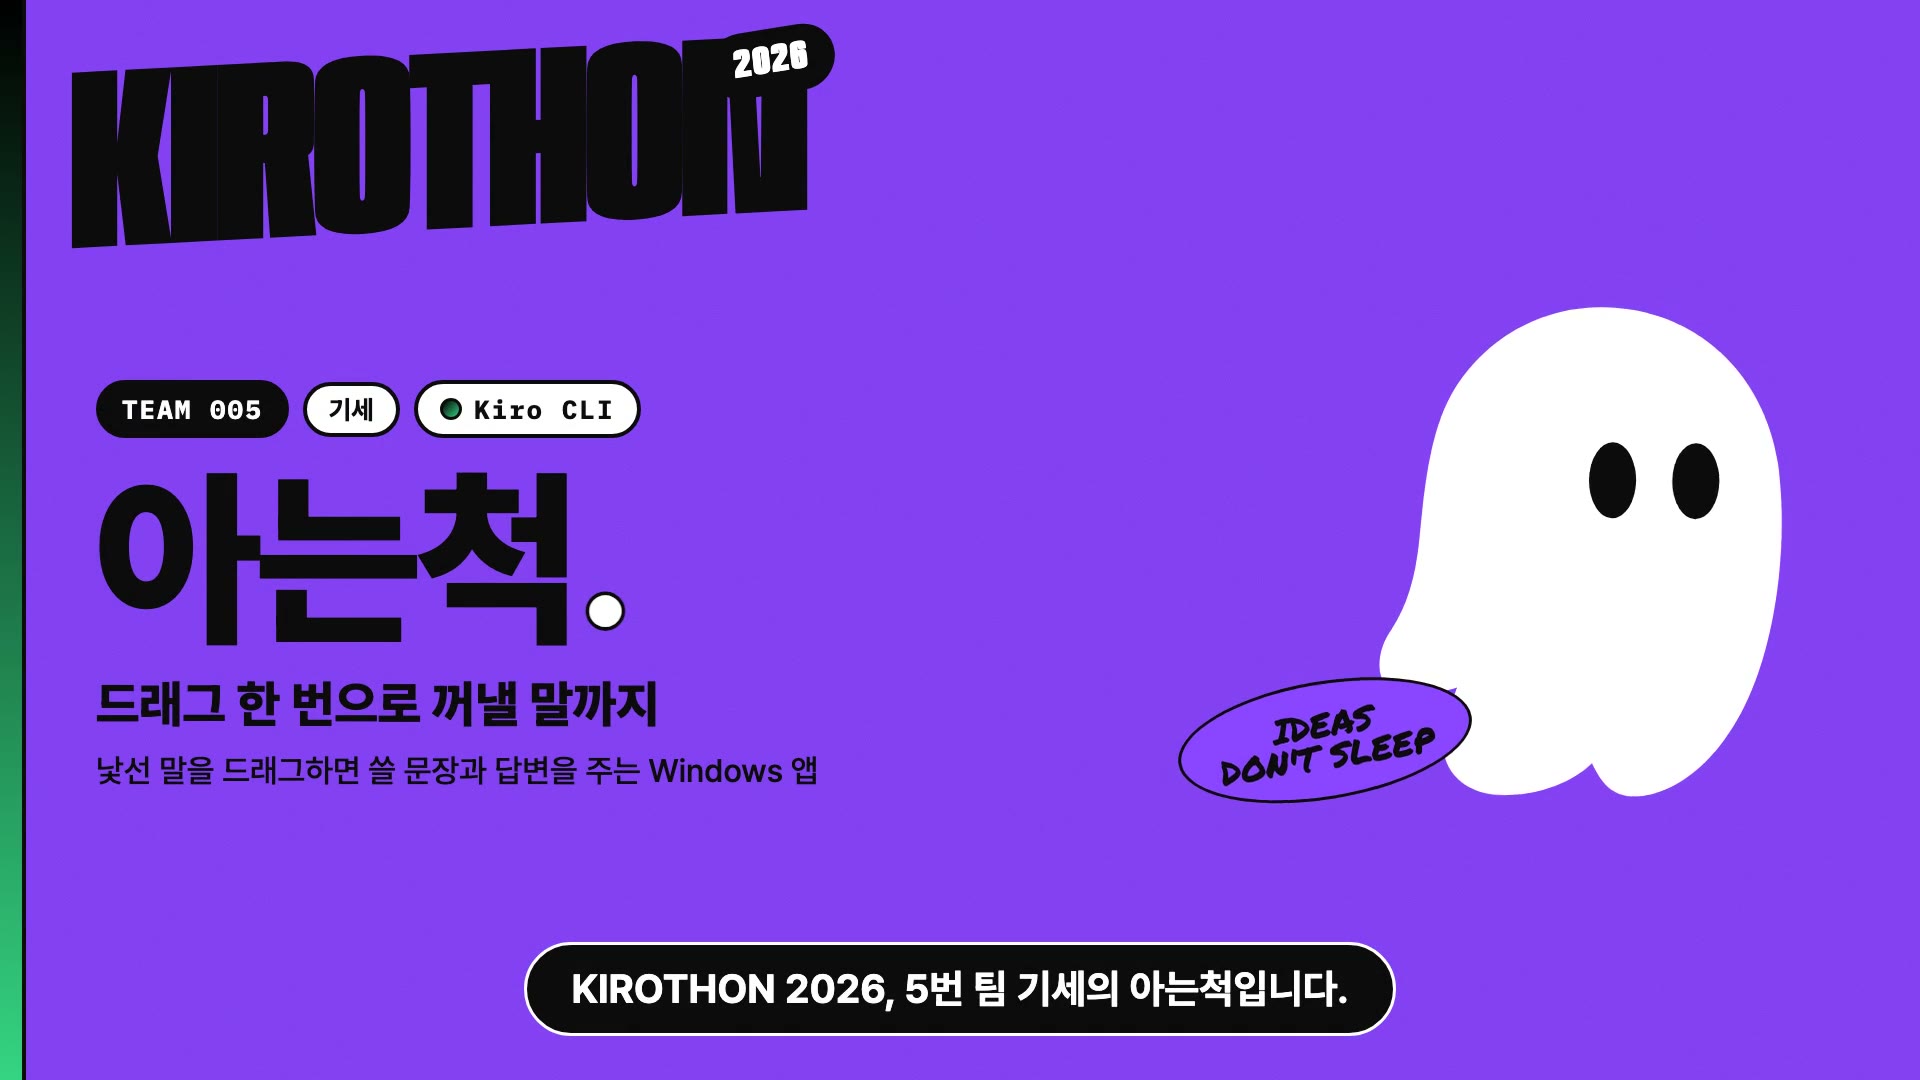 KIROTHON
2026
TEAM 005
기세
Kiro CLI
아는척.
드래그 한 번으로 꺼낼 말까지
낯선 말을 드래그하면 쓸 문장과 답변을 주는 Windows 앱
IDEAS
DON'T SLEEP
KIROTHON 2026, 5번 팀 기세의 아는척입니다.